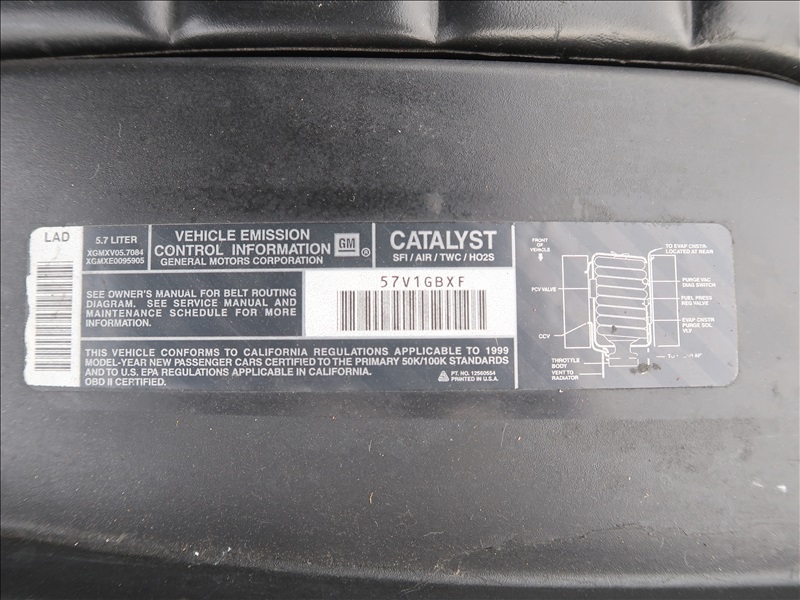 LAD
5.7 LITER
XGMXV05.7084
XGMXE0095905
VEHICLE EMISSION
CONTROL INFORMATION
GENERAL MOTORS CORPORATION
GM ®
CATALYST
SFI / AIR / TWC / HO2S
SEE OWNER'S MANUAL FOR BELT ROUTING
DIAGRAM. SEE SERVICE MANUAL AND
MAINTENANCE SCHEDULE FOR MORE
INFORMATION.
57V1GBXF
THIS VEHICLE CONFORMS TO CALIFORNIA REGULATIONS APPLICABLE TO 1999
MODEL-YEAR NEW PASSENGER CARS CERTIFIED TO THE PRIMARY 50K/100K STANDARDS
AND TO U.S. EPA REGULATIONS APPLICABLE IN CALIFORNIA.
OBD II CERTIFIED.
PT. NO. 12560554
PRINTED IN U.S.A.
FRONT
OF
VEHICLE
TO EVAP CNSTR-
LOCATED AT REAR
PCV VALVE
PURGE VAC
DIAG SWITCH
FUEL PRESS
REG VALVE
EVAP CNSTR
PURGE SOL
VLV
CCV
THROTTLE
BODY
VENT TO
RADIATOR